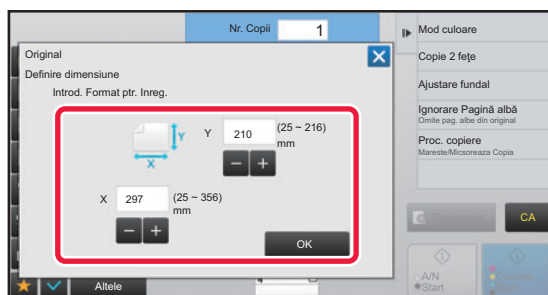 Nr. Copii 1
Original
Definire dimensiune
Introd. Format ptr. Inreg.
Y
X
Y 210 (25 ~ 216)
mm
X 297 (25 ~ 356)
mm
OK
Altele
Mod culoare
Copie 2 feţe
Ajustare fundal
Ignorare Pagină albă
Omite pag. albe din original
Proc. copiere
Mareste/Micsoreaza Copia
CA
A/N
Start